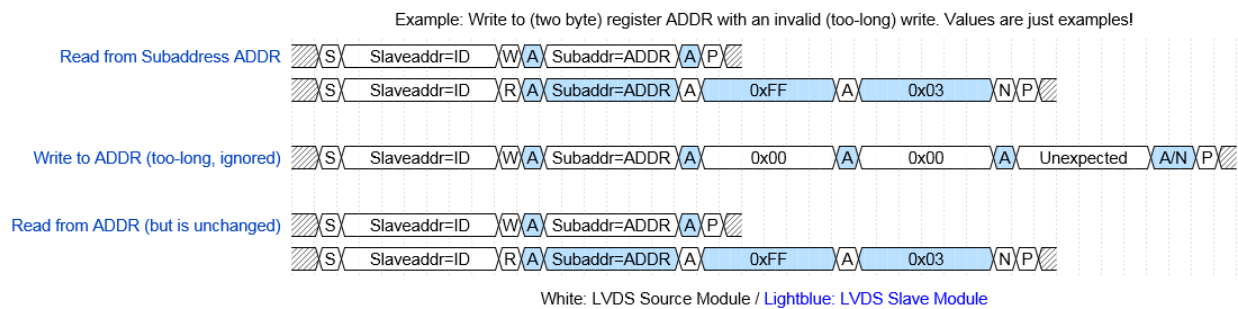 Example: Write to (two byte) register ADDR with an invalid (too-long) write. Values are just examples!
Read from Subaddress ADDR S Slaveaddr=ID W A Subaddr=ADDR A P
S Slaveaddr=ID R A Subaddr=ADDR A 0xFF A 0x03 N P
Write to ADDR (too-long, ignored) S Slaveaddr=ID W A Subaddr=ADDR A 0x00 A 0x00 A Unexpected A/N P
Read from ADDR (but is unchanged) S Slaveaddr=ID W A Subaddr=ADDR A P
S Slaveaddr=ID R A Subaddr=ADDR A 0xFF A 0x03 N P
White: LVDS Source Module / Lightblue: LVDS Slave Module